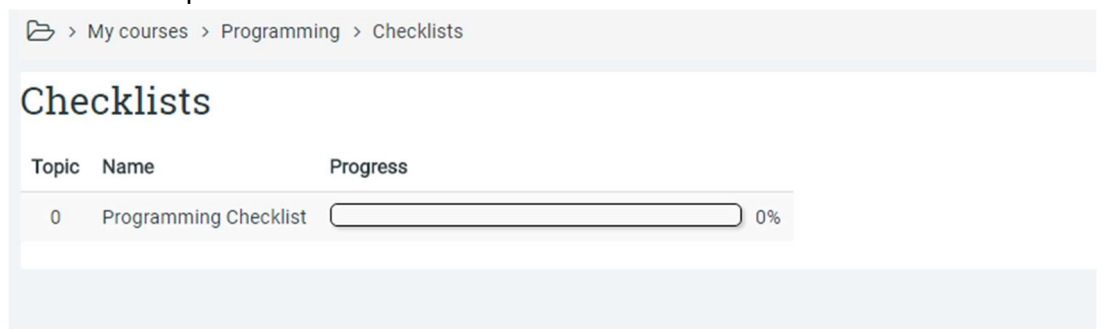 > My courses > Programming > Checklists
Checklists
Topic Name Progress
0 Programming Checklist 0%